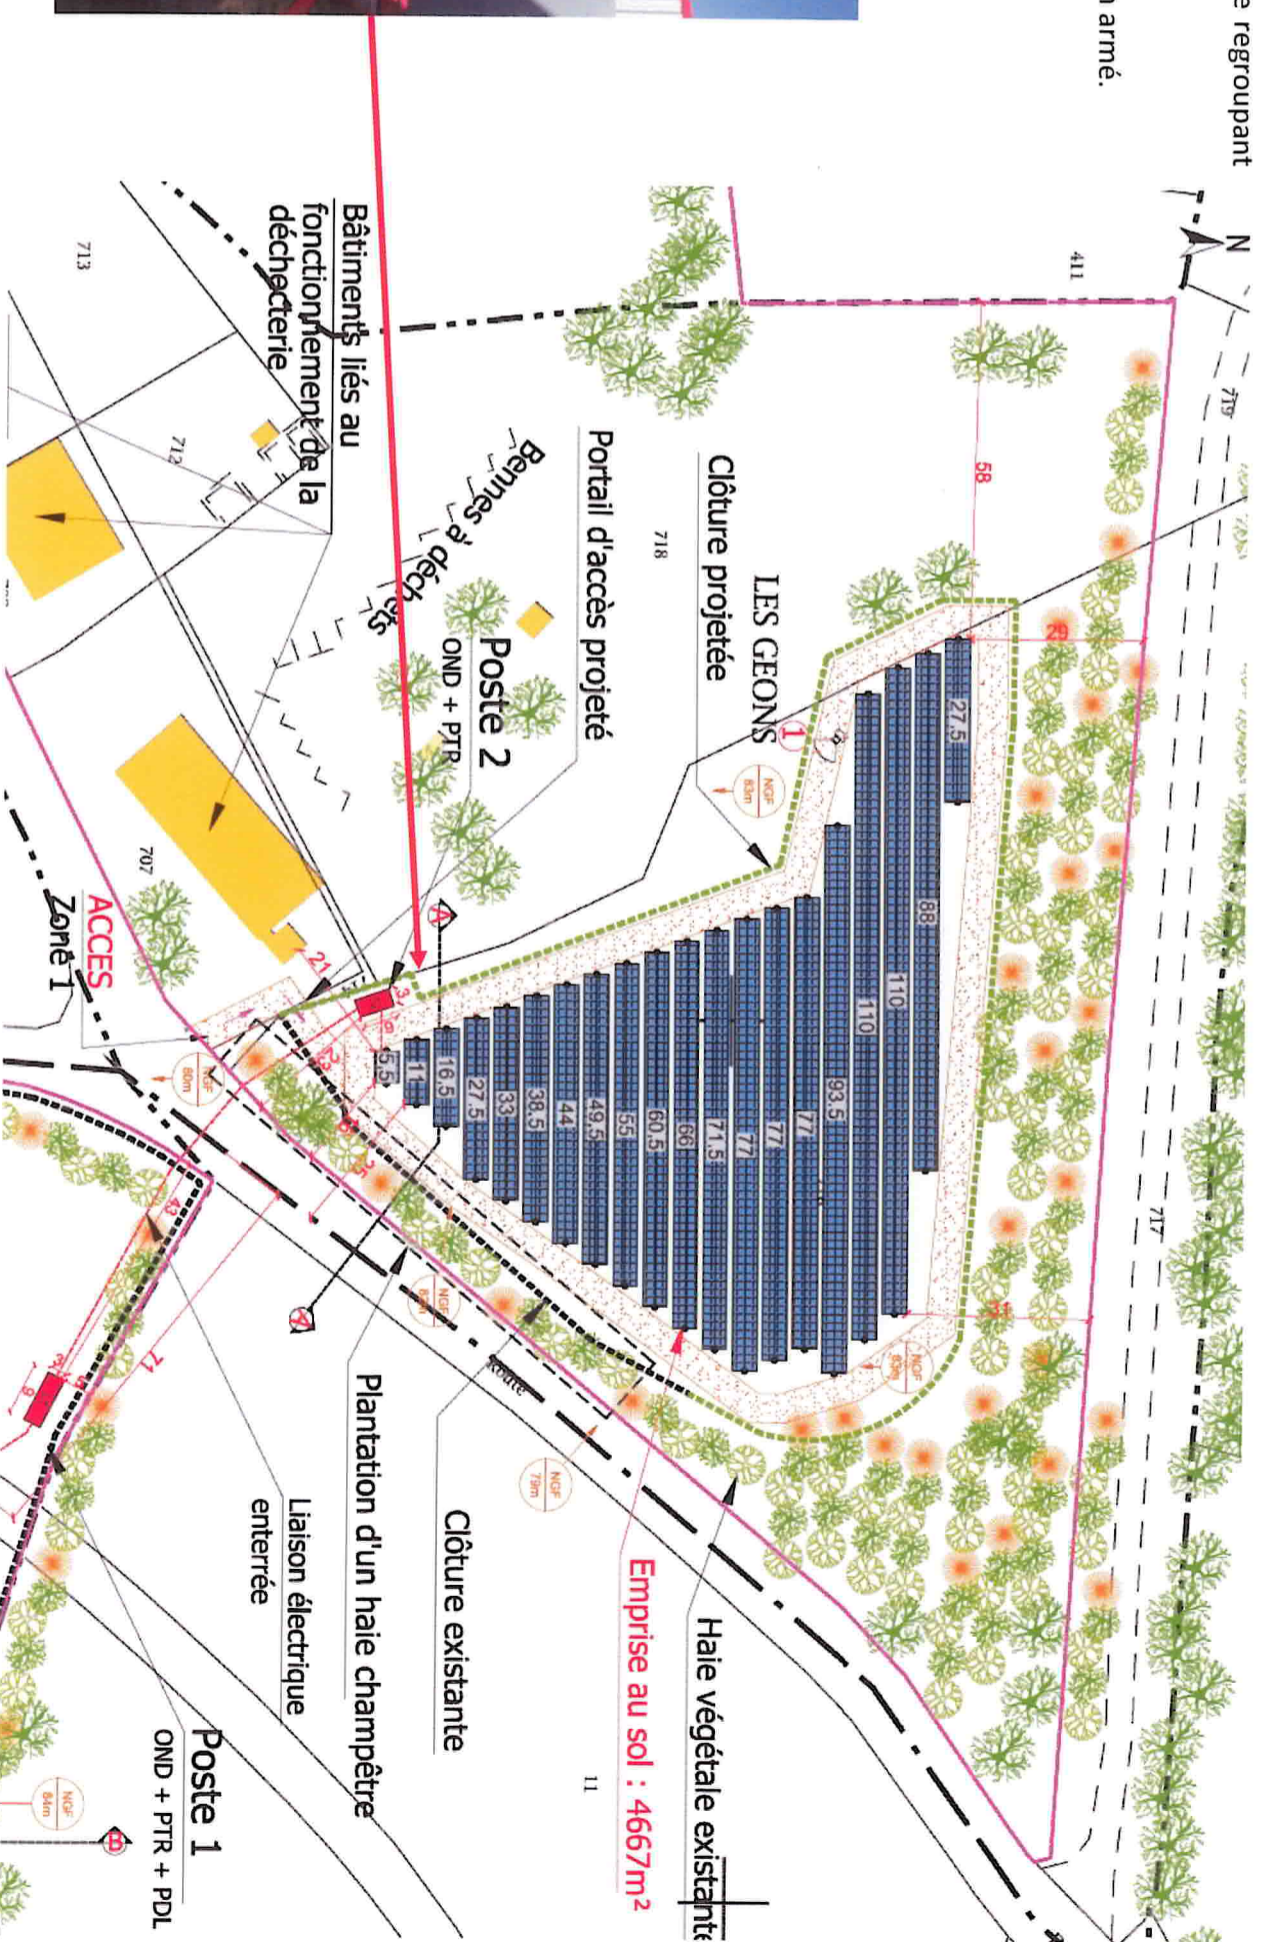 e regroupant
n armé.
N
411
719
58
29
717
718
LES GEONS
1
Clôture projetée
Portail d'accès projeté
Bennes à déchets
Poste 2
OND + PTR
Bâtiments liés au
fonctionnement de la
déchetterie
713
712
707
ACCES
Zone 1
NGF
83m
27.5
88
110
110
93.5
77
77
77
71.5
66
60.5
55
49.5
44
38.5
33
27.5
16.5
11
5.5
21
A
NGF
80m
31
NGF
79m
Route
43
71
Haie végétale existante
Emprise au sol : 4667m²
11
Clôture existante
Plantation d'un haie champêtre
Liaison électrique
enterrée
Poste 1
OND + PTR + PDL
NGF
84m
B